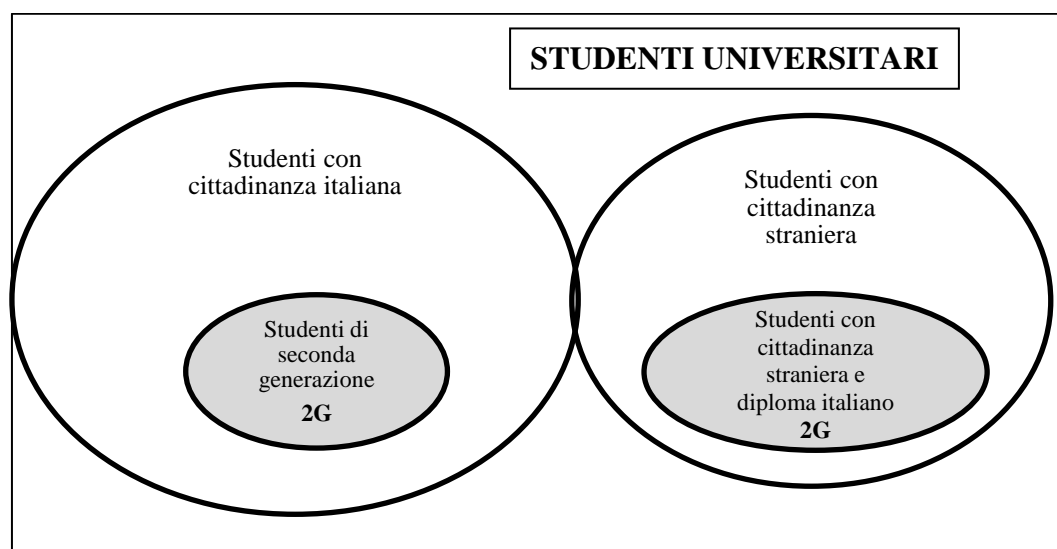 STUDENTI UNIVERSITARI
Studenti con
cittadinanza italiana
Studenti con
cittadinanza
straniera
Studenti di
seconda
generazione
2G
Studenti con
cittadinanza
straniera e
diploma italiano
2G